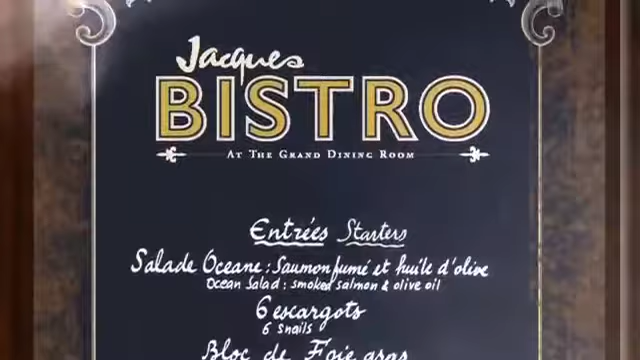 Jacques
BISTRO
AT THE GRAND DINING ROOM
Entrées Starters
Salade Oceane : Saumon fumé et huile d'olive
Ocean Salad : smoked salmon & olive oil
6 escargots
6 snails
Bloc de Foie gras